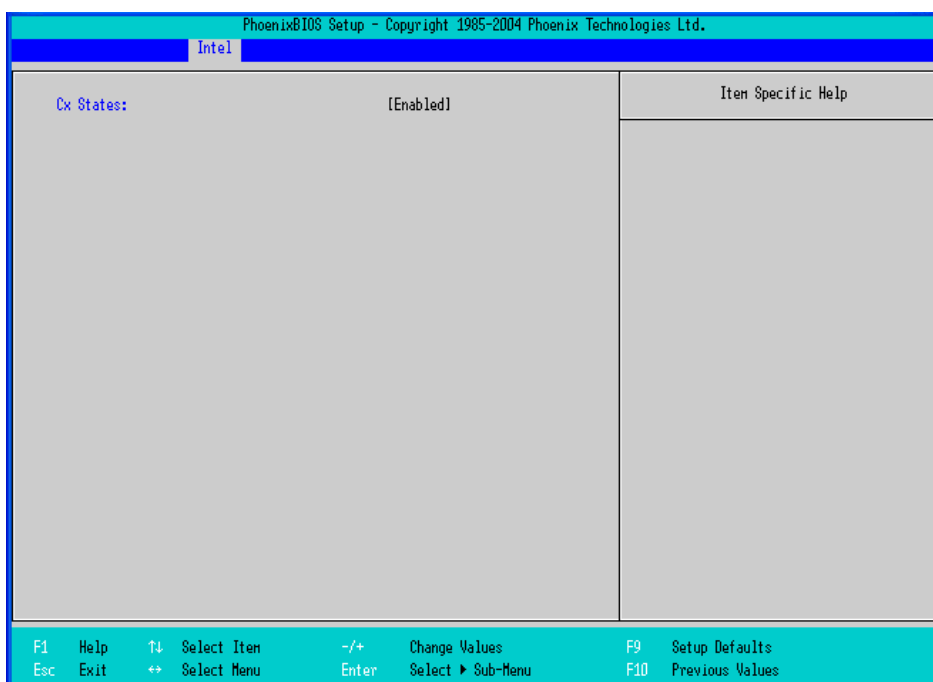 PhoenixBIOS Setup - Copyright 1985-2004 Phoenix Technologies Ltd.
Intel
Cx States: [Enabled]
Item Specific Help
F1 Help ↑↓ Select Item -/+ Change Values F9 Setup Defaults
Esc Exit ↔ Select Menu Enter Select ▶ Sub-Menu F10 Previous Values